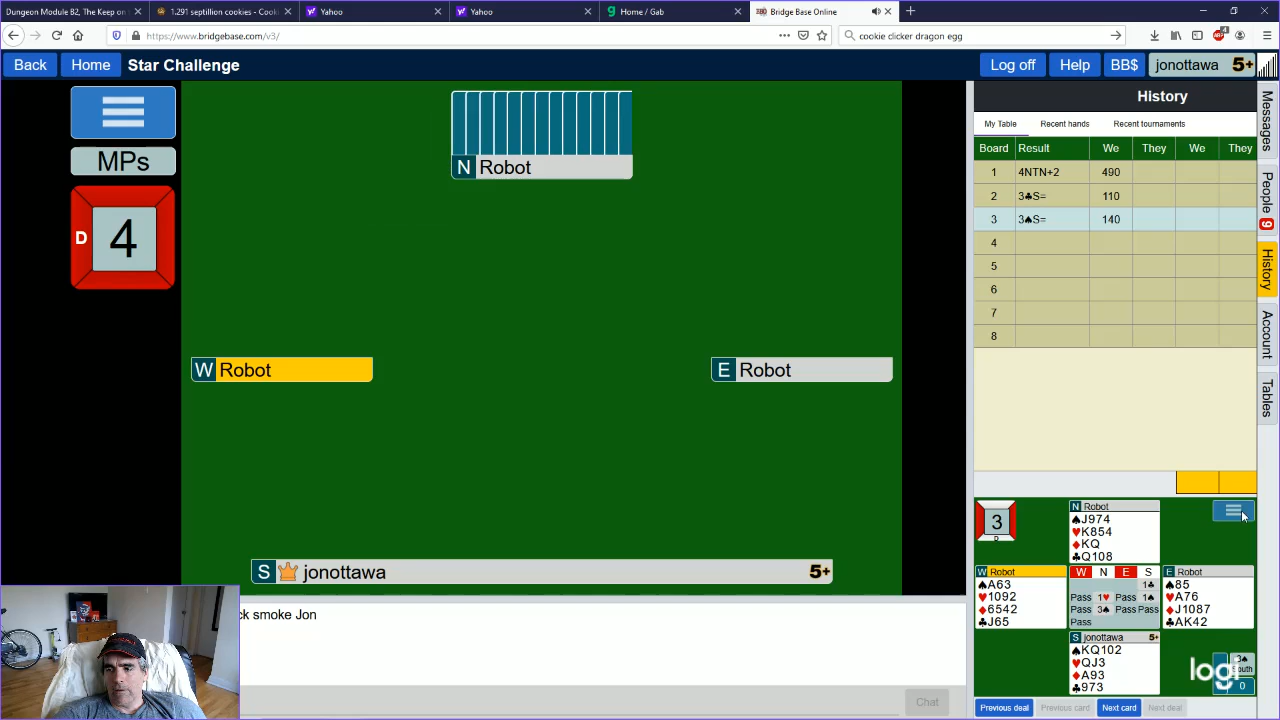 Dungeon Module B2, The Keep on
1.291 septillion cookies - Cook
Yahoo
Yahoo
Home / Gab
Bridge Base Online
https://www.bridgebase.com/v3/
cookie clicker dragon egg
Back
Home
Star Challenge
Log off
Help
BB$
jonottawa 5+
MPs
D 4
N Robot
W Robot
E Robot
S jonottawa 5+
ck smoke Jon
Chat
History
My Table Recent hands Recent tournaments
Board Result We They We They
1 4NTN+2 490
2 3♣S= 110
3 3♠S= 140
4
5
6
7
8
Messages
People 9
History
Account
Tables
3
D
N Robot
♠J974
♥K854
♦KQ
♣Q108
W Robot
♠A63
♥1092
♦6542
♣J65
W N E S
1♣
Pass 1♥ Pass 1♠
Pass 3♠ Pass Pass
Pass
E Robot
♠85
♥A76
♦J1087
♣AK42
S jonottawa 5+
♠KQ102
♥QJ3
♦A93
♣973
3♠
South
0
logi
Previous deal
Previous card
Next card
Next deal